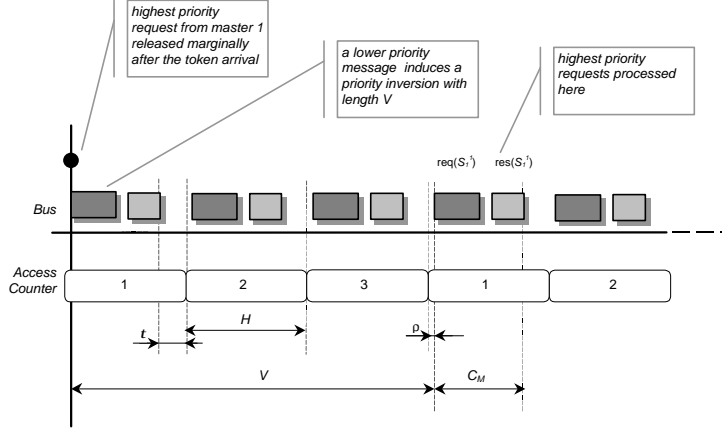 highest priority
request from master 1
released marginally
after the token arrival
a lower priority
message induces a
priority inversion with
length V
highest priority
requests processed
here
req(S₁¹) res(S₁¹)
Bus
Access
Counter
1 2 3 1 2
t H ρ
V C_M